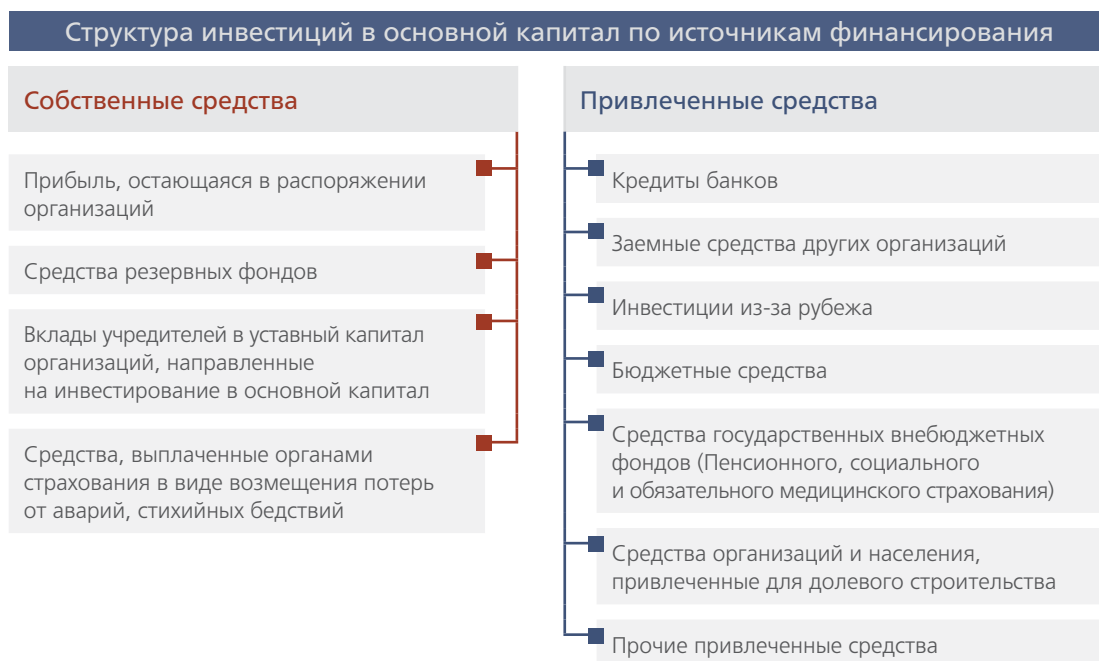 Структура инвестиций в основной капитал по источникам финансирования
Собственные средства
Прибыль, остающаяся в распоряжении
организаций
Средства резервных фондов
Вклады учредителей в уставный капитал
организаций, направленные
на инвестирование в основной капитал
Средства, выплаченные органами
страхования в виде возмещения потерь
от аварий, стихийных бедствий
Привлеченные средства
Кредиты банков
Заемные средства других организаций
Инвестиции из-за рубежа
Бюджетные средства
Средства государственных внебюджетных
фондов (Пенсионного, социального
и обязательного медицинского страхования)
Средства организаций и населения,
привлеченные для долевого строительства
Прочие привлеченные средства